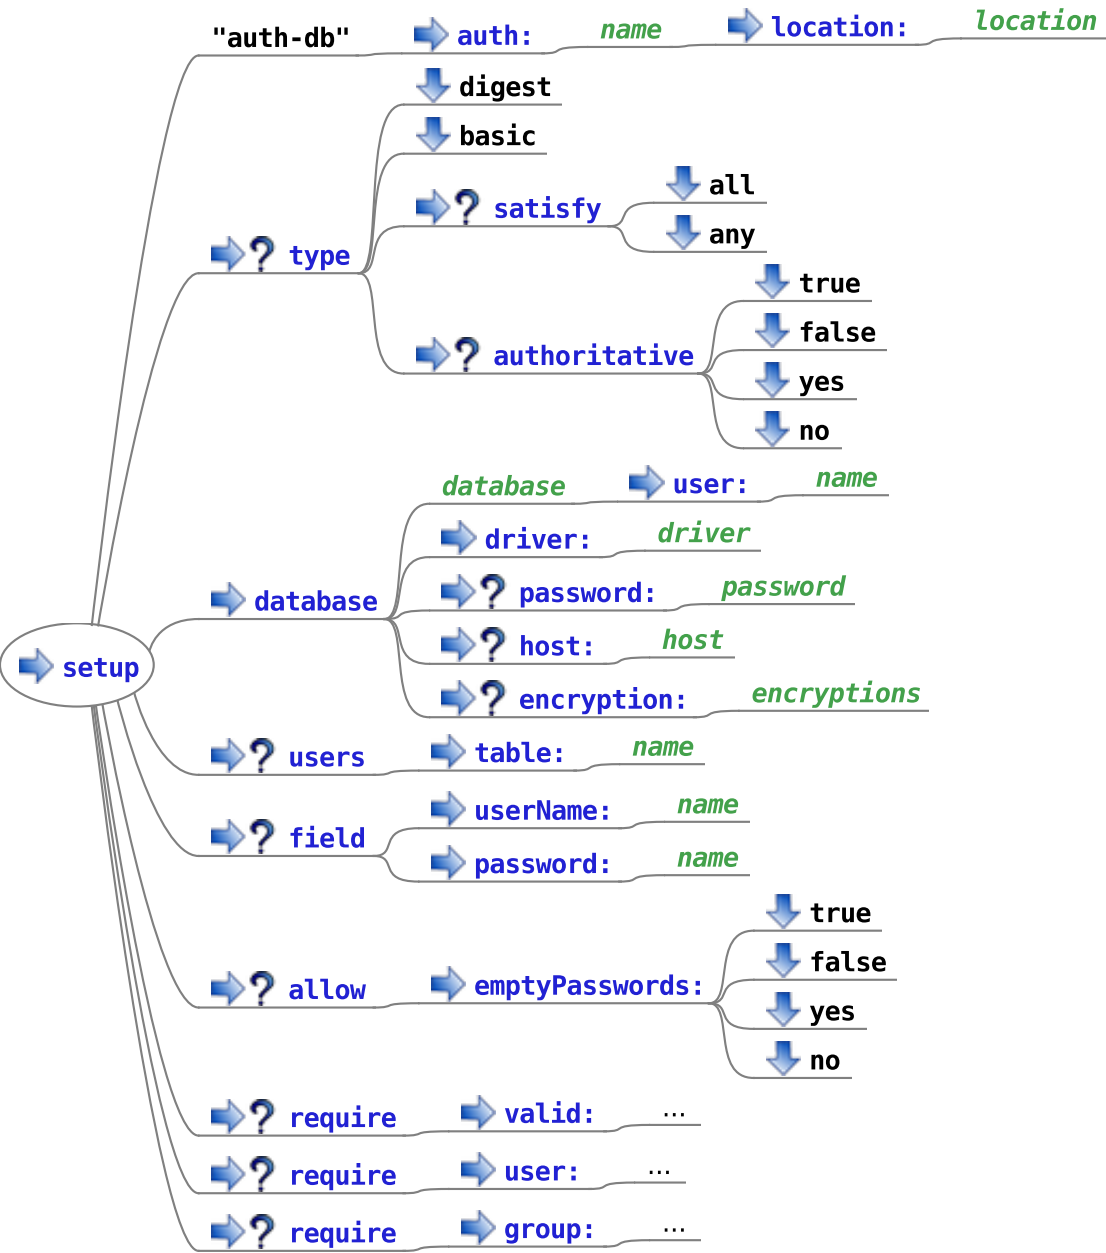 "auth-db" auth: name location: location
digest
basic
satisfy
all
any
type
authoritative
true
false
yes
no
database user: name
driver: driver
database
password: password
host: host
setup
encryption: encryptions
users table: name
userName: name
field
password: name
allow emptyPasswords:
true
false
yes
no
require valid: ...
require user: ...
require group: ...